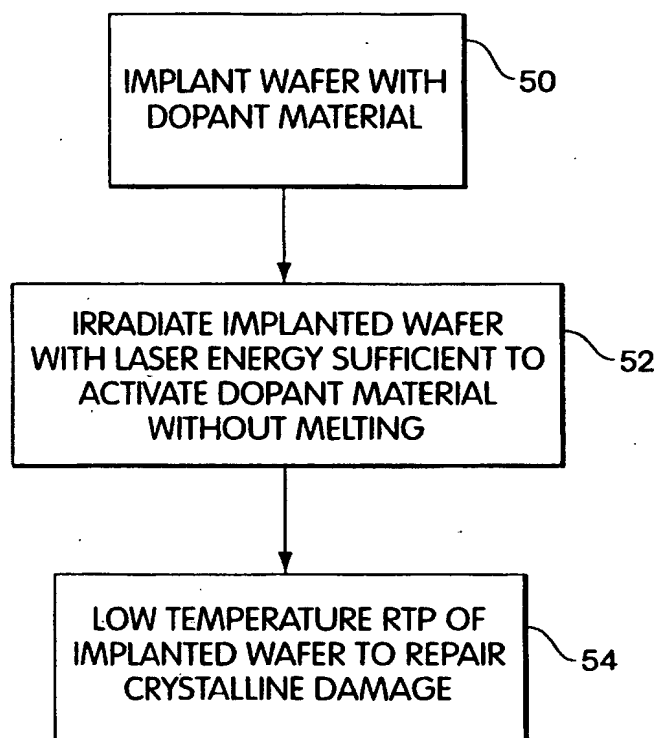 IMPLANT WAFER WITH
DOPANT MATERIAL
50
IRRADIATE IMPLANTED WAFER
WITH LASER ENERGY SUFFICIENT TO
ACTIVATE DOPANT MATERIAL
WITHOUT MELTING
52
LOW TEMPERATURE RTP OF
IMPLANTED WAFER TO REPAIR
CRYSTALLINE DAMAGE
54